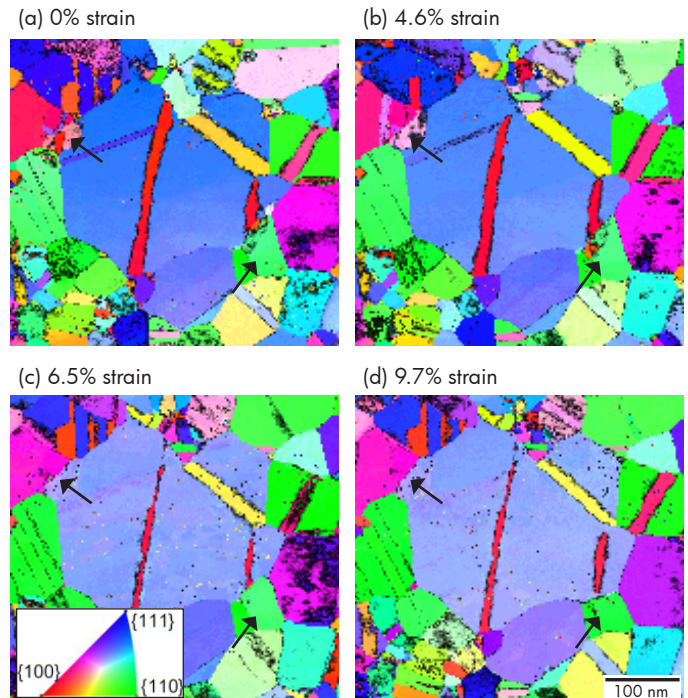 (a) 0% strain
(b) 4.6% strain
(c) 6.5% strain
(d) 9.7% strain
{111}
{100}
{110}
100 nm